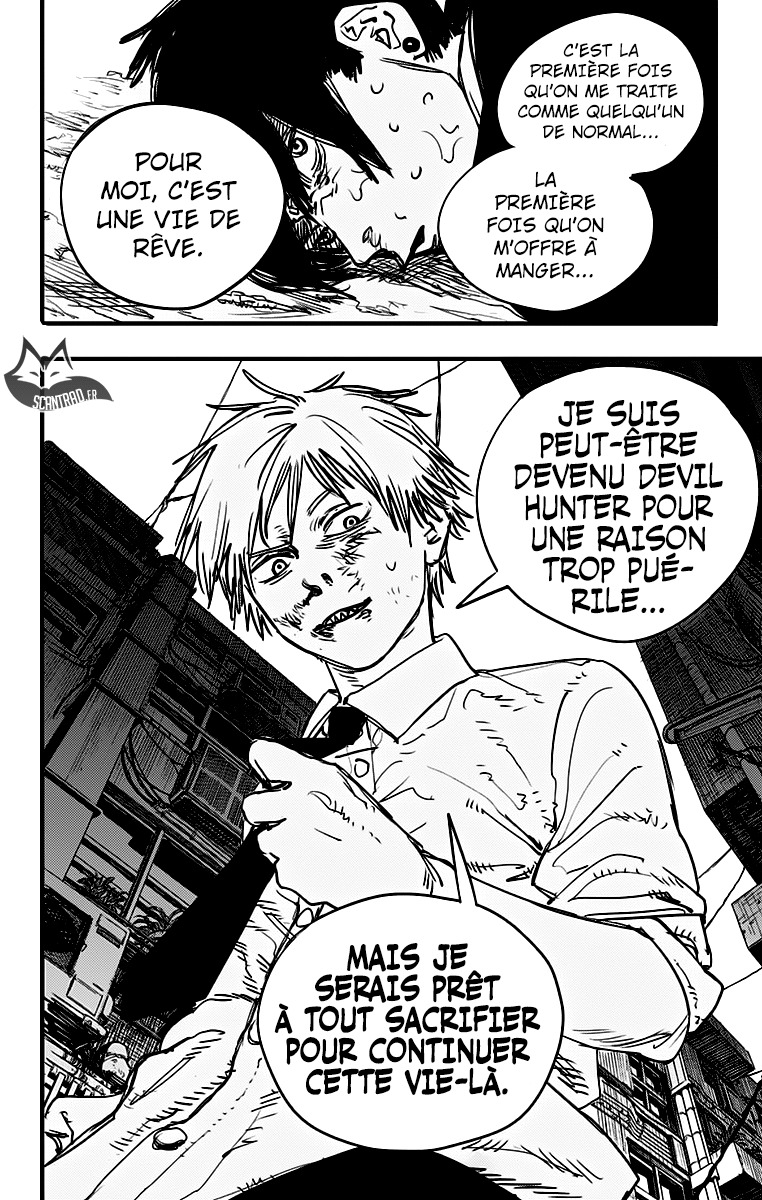 C'EST LA
PREMIÈRE FOIS
QU'ON ME TRAITE
COMME QUELQU'UN
DE NORMAL...
LA
PREMIÈRE
FOIS QU'ON
M'OFFRE À
MANGER...
POUR
MOI, C'EST
UNE VIE DE
RÊVE.
SCANTRAD.FR
JE SUIS
PEUT-ÊTRE
DEVENU DEVIL
HUNTER POUR
UNE RAISON
TROP PUÉ-
RILE...
MAIS JE
SERAIS PRÊT
À TOUT SACRIFIER
POUR CONTINUER
CETTE VIE-LÀ.